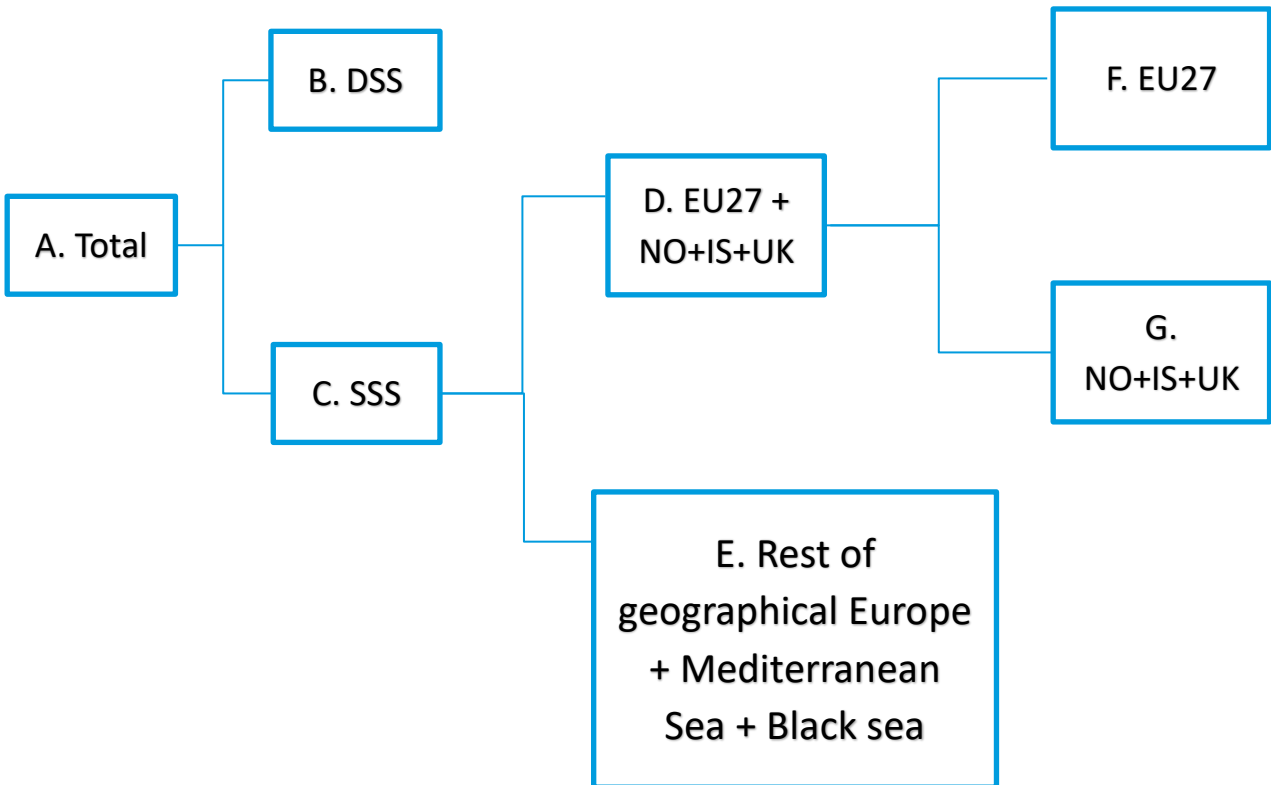 A. Total
B. DSS
C. SSS
D. EU27 +
NO+IS+UK
E. Rest of
geographical Europe
+ Mediterranean
Sea + Black sea
F. EU27
G.
NO+IS+UK